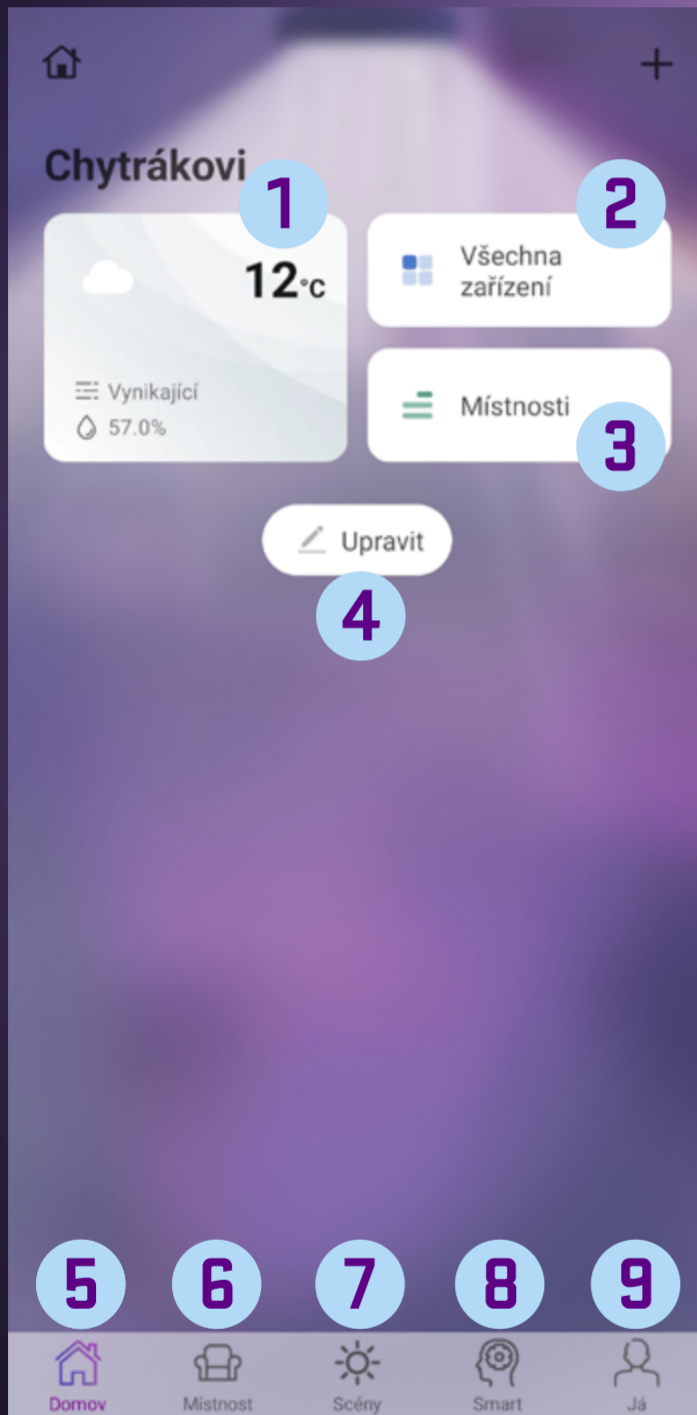 Chytrákovi
1
2
12°C
Všechna
zařízení
Vynikající
57.0%
Místnosti
3
Upravit
4
5
6
7
8
9
Domov
Místnost
Scény
Smart
Já